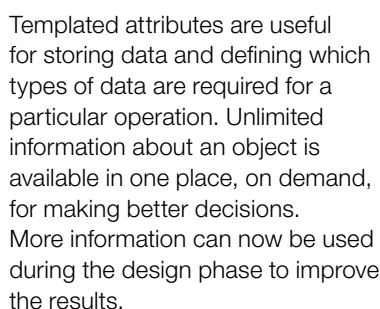 Templated attributes are useful
for storing data and defining which
types of data are required for a
particular operation. Unlimited
information about an object is
available in one place, on demand,
for making better decisions.
More information can now be used
during the design phase to improve
the results.